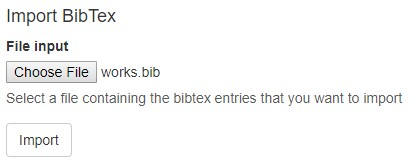 Import BibTex
File input
Choose File works.bib
Select a file containing the bibtex entries that you want to import
Import